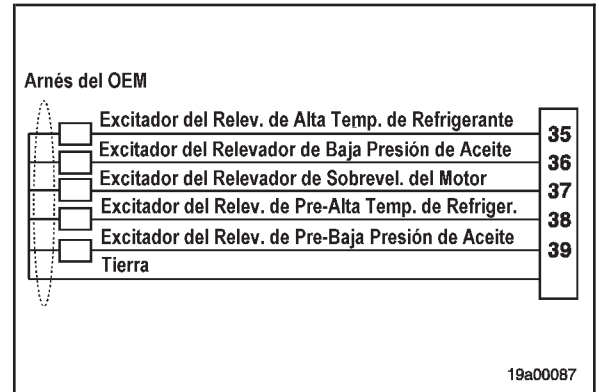 Arnés del OEM
Excitador del Relev. de Alta Temp. de Refrigerante
35
Excitador del Relevador de Baja Presión de Aceite
36
Excitador del Relevador de Sobrevel. del Motor
37
Excitador del Relev. de Pre-Alta Temp. de Refriger.
38
Excitador del Relev. de Pre-Baja Presión de Aceite
39
Tierra
19a00087